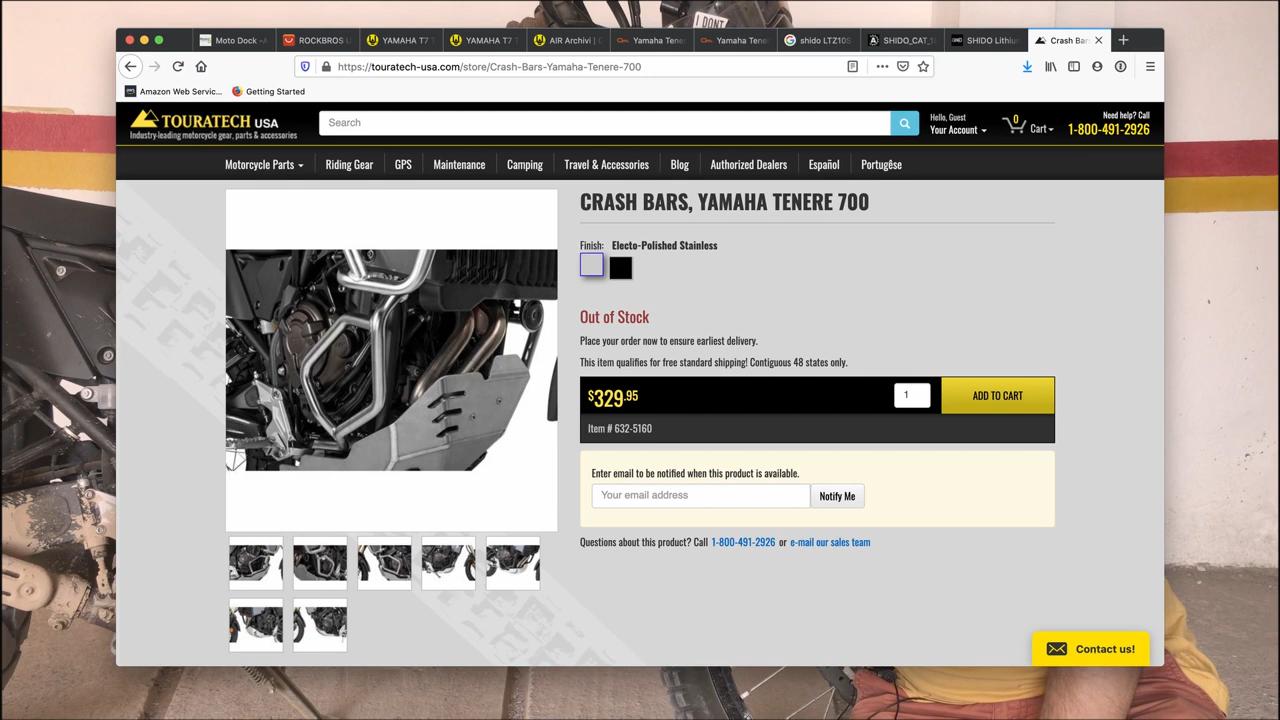 I DONT
Moto Dock
ROCKBROS
YAMAHA T7
YAMAHA T7
AIR Archivi |
Yamaha Tene
Yamaha Tener
shido LTZ10S
SHIDO_CAT_
SHIDO Lithiu
Crash Bar
https://touratech-usa.com/store/Crash-Bars-Yamaha-Tenere-700
Amazon Web Servic...
Getting Started
TOURATECH USA
Industry-leading motorcycle gear, parts & accessories
Search
Hello, Guest
Your Account
0
Cart
Need help? Call
1-800-491-2926
Motorcycle Parts
Riding Gear
GPS
Maintenance
Camping
Travel & Accessories
Blog
Authorized Dealers
Español
Portugêse
CRASH BARS, YAMAHA TENERE 700
Finish: Electo-Polished Stainless
Out of Stock
Place your order now to ensure earliest delivery.
This item qualifies for free standard shipping! Contiguous 48 states only.
$329.95
1
ADD TO CART
Item # 632-5160
Enter email to be notified when this product is available.
Your email address
Notify Me
Questions about this product? Call 1-800-491-2926 or e-mail our sales team
Contact us!